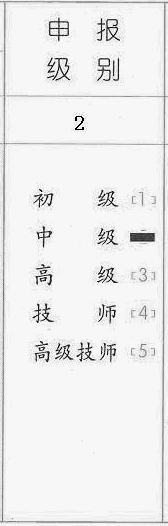 申 报
级 别
2
初 级 [1]
中 级
高 级 [3]
技 师 [4]
高级技师 [5]